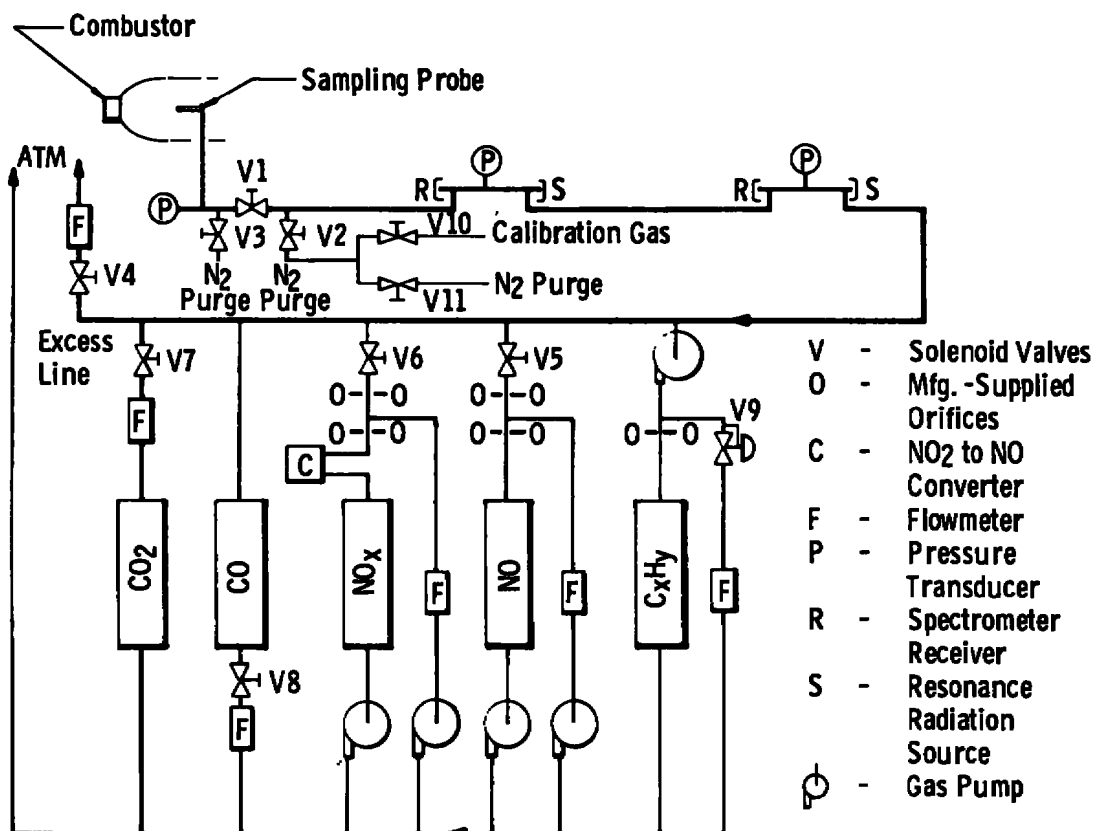 Combustor
Sampling Probe
ATM
V1
P
P
P
R
S
R
S
F
V3
V2
V10
Calibration Gas
V4
N2
Purge
N2
Purge
N2 Purge
V11
Excess
Line
V7
V6
V5
V9
F
O--O
O--O
O--O
O--O
O--O
C
CO2
CO
NOx
F
NO
F
CxHy
F
V8
F
V - Solenoid Valves
O - Mfg.-Supplied
Orifices
C - NO2 to NO
Converter
F - Flowmeter
P - Pressure
Transducer
R - Spectrometer
Receiver
S - Resonance
Radiation
Source
- Gas Pump